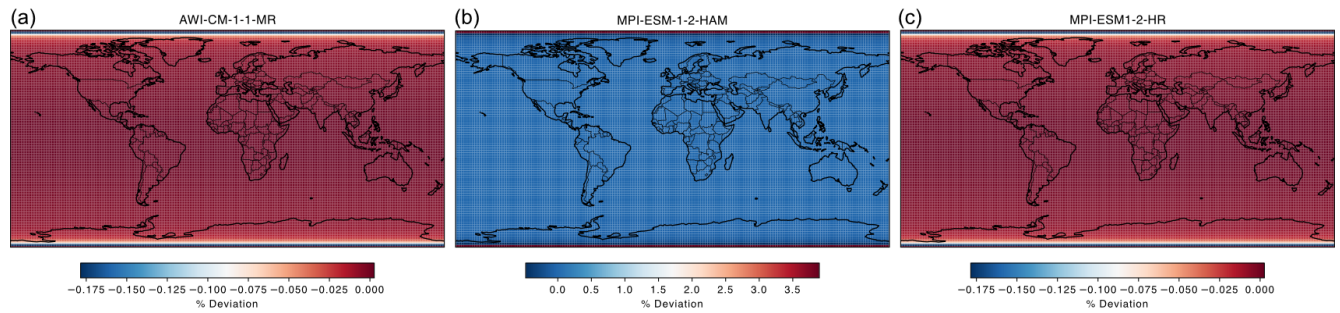 (a) AWI-CM-1-1-MR
(b) MPI-ESM-1-2-HAM
(c) MPI-ESM1-2-HR
−0.175 −0.150 −0.125 −0.100 −0.075 −0.050 −0.025 0.000
% Deviation
0.0 0.5 1.0 1.5 2.0 2.5 3.0 3.5
% Deviation
−0.175 −0.150 −0.125 −0.100 −0.075 −0.050 −0.025 0.000
% Deviation